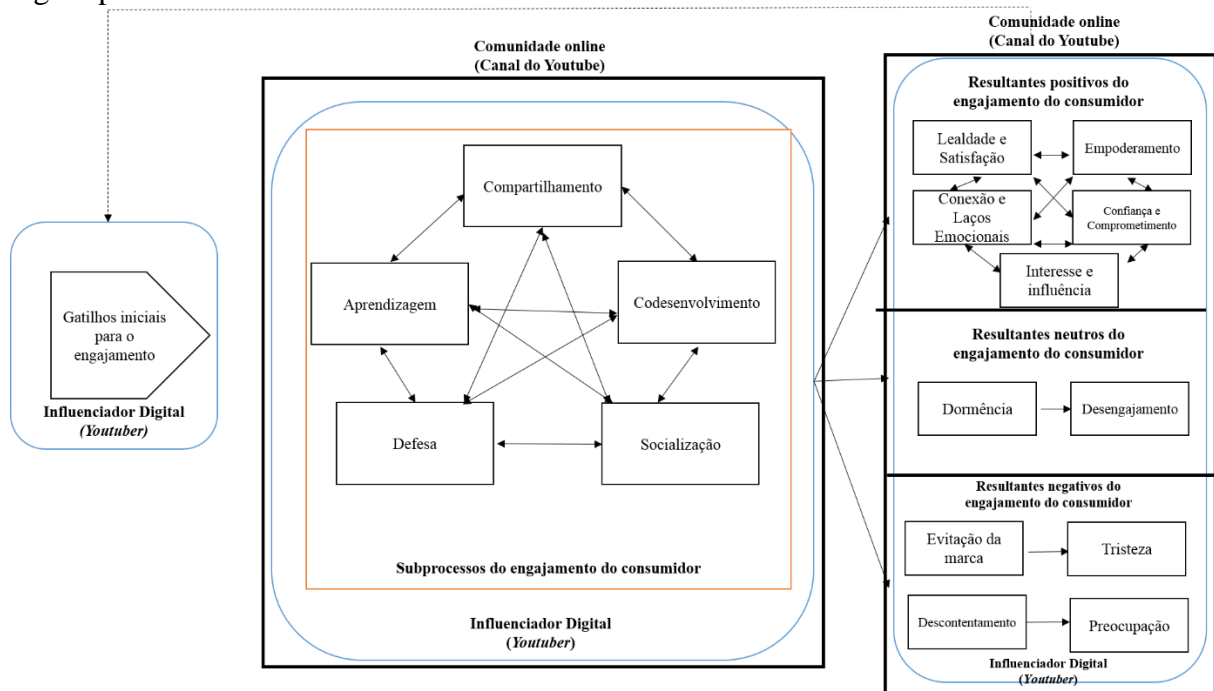 Comunidade online
(Canal do Youtube)
Comunidade online
(Canal do Youtube)
Gatilhos iniciais
para o
engajamento
Influenciador Digital
(Youtuber)
Compartilhamento
Aprendizagem
Codesenvolvimento
Defesa
Socialização
Subprocessos do engajamento do consumidor
Influenciador Digital
(Youtuber)
Resultantes positivos do
engajamento do consumidor
Lealdade e
Satisfação
Empoderamento
Conexão e
Laços
Emocionais
Confiança e
Comprometimento
Interesse e
influência
Resultantes neutros do
engajamento do consumidor
Dormência
Desengajamento
Resultantes negativos do
engajamento do consumidor
Evitação da
marca
Tristeza
Descontentamento
Preocupação
Influenciador Digital
(Youtuber)